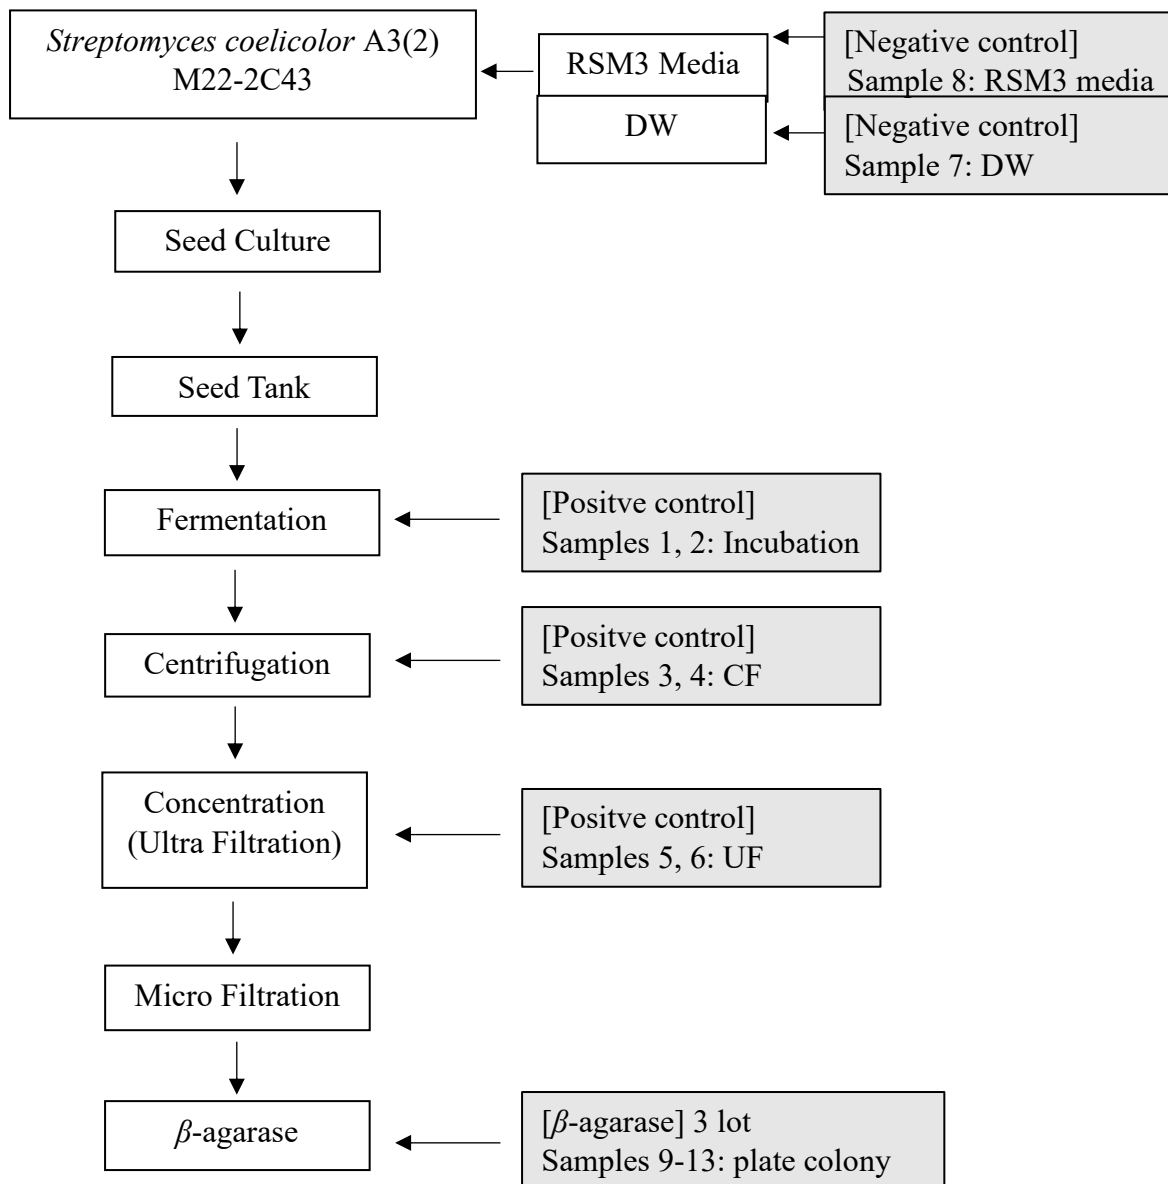 Streptomyces coelicolor A3(2)
M22-2C43
RSM3 Media
DW
[Negative control]
Sample 8: RSM3 media
[Negative control]
Sample 7: DW
Seed Culture
Seed Tank
Fermentation
[Positve control]
Samples 1, 2: Incubation
Centrifugation
[Positve control]
Samples 3, 4: CF
Concentration
(Ultra Filtration)
[Positve control]
Samples 5, 6: UF
Micro Filtration
β-agarase
[β-agarase] 3 lot
Samples 9-13: plate colony